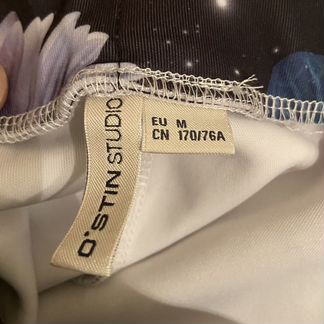 O'STIN STUDIO
EU M
CN 170/76A